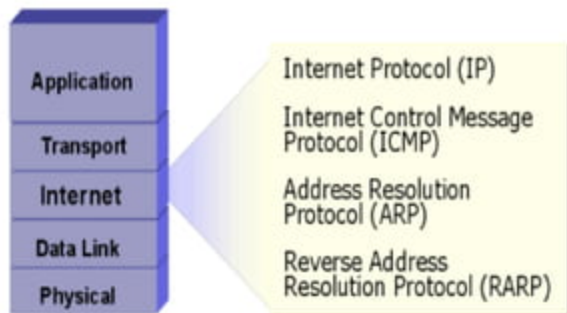 Application
Transport
Internet
Data Link
Physical
Internet Protocol (IP)
Internet Control Message
Protocol (ICMP)
Address Resolution
Protocol (ARP)
Reverse Address
Resolution Protocol (RARP)